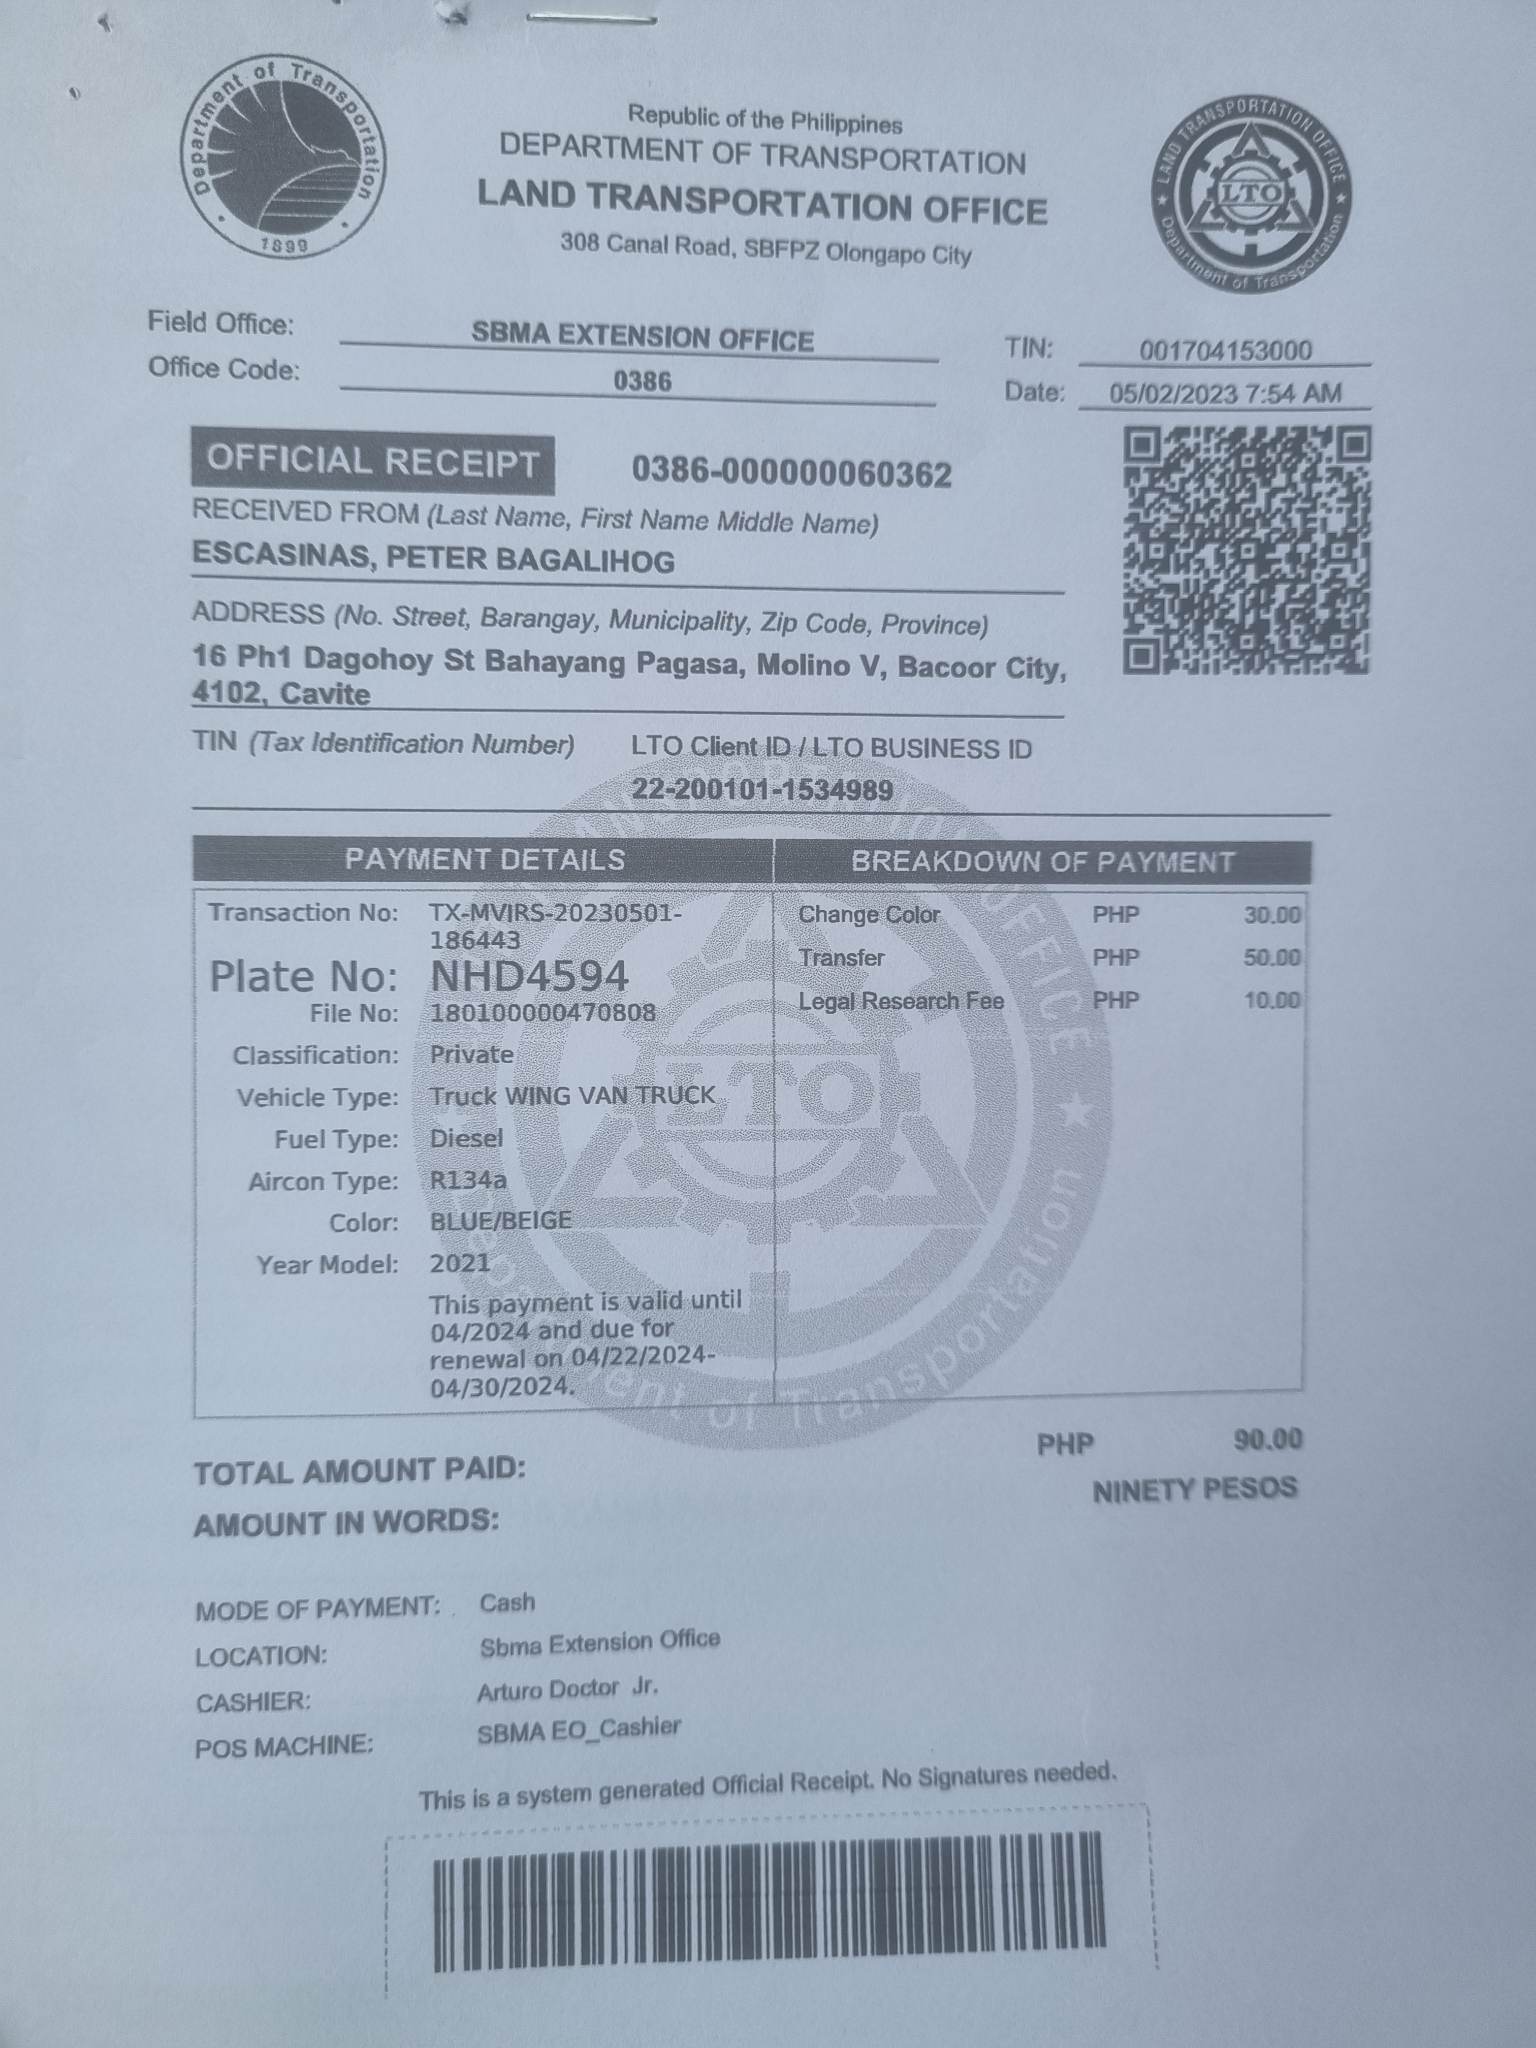 Department of Transportation
1899
Republic of the Philippines
DEPARTMENT OF TRANSPORTATION
LAND TRANSPORTATION OFFICE
308 Canal Road, SBFPZ Olongapo City
LAND TRANSPORTATION OFFICE
LTO
Department of Transportation
Field Office: SBMA EXTENSION OFFICE
Office Code: 0386
TIN: 001704153000
Date: 05/02/2023 7:54 AM
OFFICIAL RECEIPT 0386-000000060362
RECEIVED FROM (Last Name, First Name Middle Name)
ESCASINAS, PETER BAGALIHOG
ADDRESS (No. Street, Barangay, Municipality, Zip Code, Province)
16 Ph1 Dagohoy St Bahayang Pagasa, Molino V, Bacoor City,
4102, Cavite
TIN (Tax Identification Number) LTO Client ID / LTO BUSINESS ID
22-200101-1534989
PAYMENT DETAILS
Transaction No: TX-MVIRS-20230501-
186443
Plate No: NHD4594
File No: 180100000470808
Classification: Private
Vehicle Type: Truck WING VAN TRUCK
Fuel Type: Diesel
Aircon Type: R134a
Color: BLUE/BEIGE
Year Model: 2021
This payment is valid until
04/2024 and due for
renewal on 04/22/2024-
04/30/2024.
BREAKDOWN OF PAYMENT
Change Color PHP 30.00
Transfer PHP 50.00
Legal Research Fee PHP 10.00
LTO
TOTAL AMOUNT PAID: PHP 90.00
AMOUNT IN WORDS: NINETY PESOS
MODE OF PAYMENT: Cash
LOCATION: Sbma Extension Office
CASHIER: Arturo Doctor Jr.
POS MACHINE: SBMA EO_Cashier
This is a system generated Official Receipt. No Signatures needed.